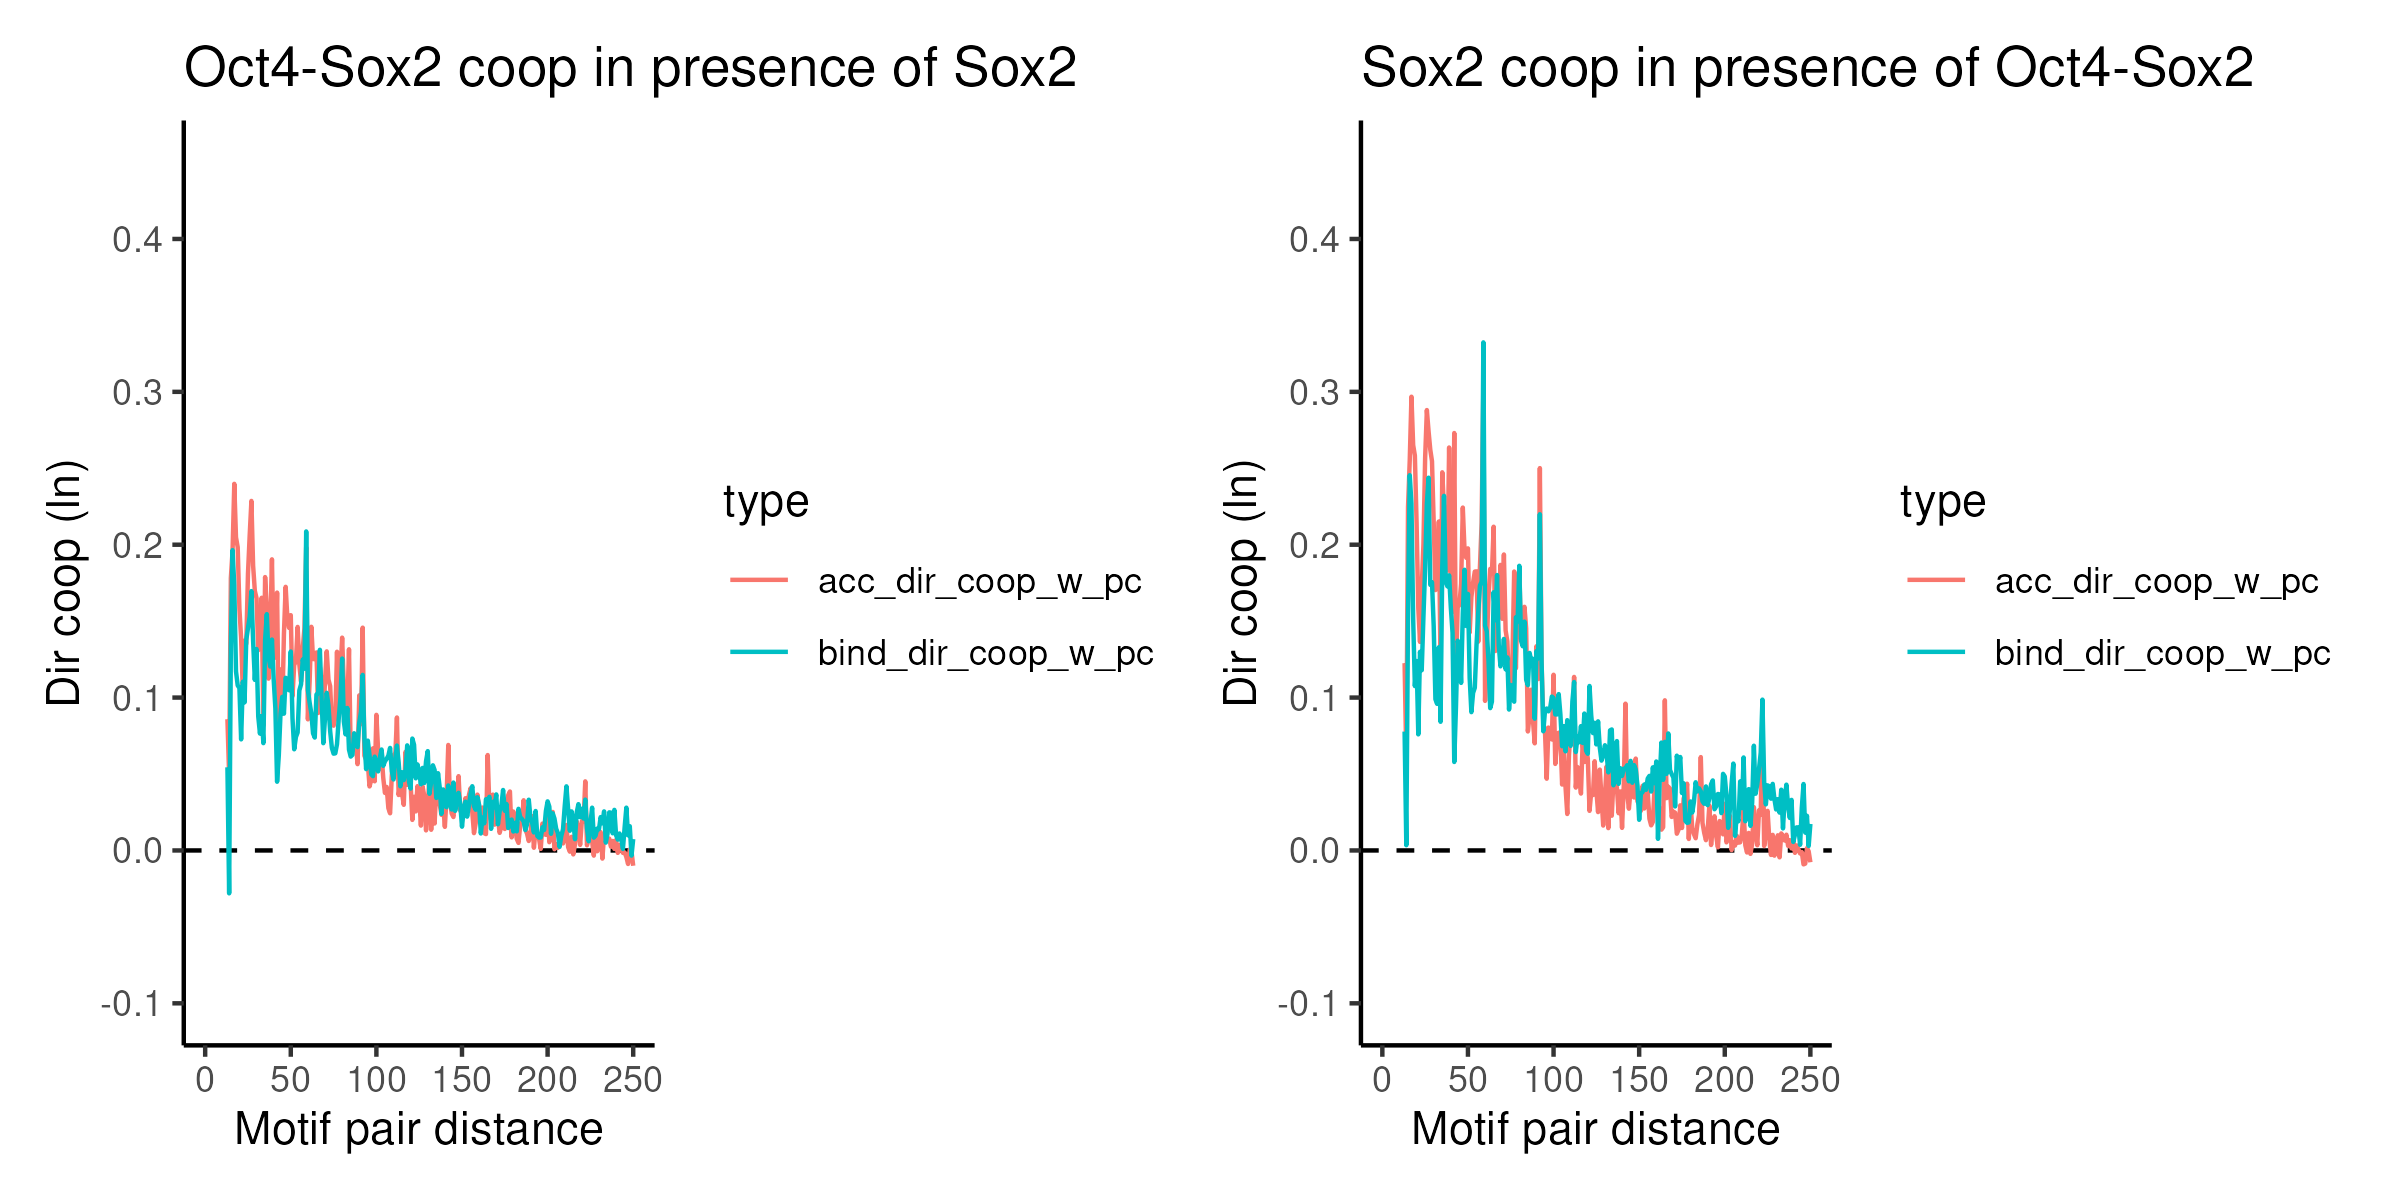 Oct4-Sox2 coop in presence of Sox2
Dir coop (ln)
0.4
0.3
0.2
0.1
0.0
-0.1
0 50 100 150 200 250
Motif pair distance
type
acc_dir_coop_w_pc
bind_dir_coop_w_pc
Sox2 coop in presence of Oct4-Sox2
Dir coop (ln)
0.4
0.3
0.2
0.1
0.0
-0.1
0 50 100 150 200 250
Motif pair distance
type
acc_dir_coop_w_pc
bind_dir_coop_w_pc